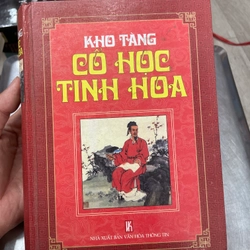 KHO TÀNG
CỔ HỌC
TINH HOA
NHÀ XUẤT BẢN VĂN HÓA THÔNG TIN